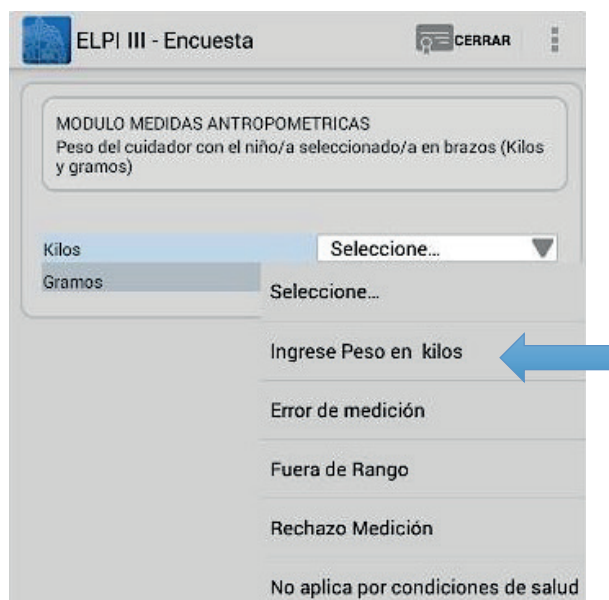 ELPI III - Encuesta
CERRAR
MODULO MEDIDAS ANTROPOMETRICAS
Peso del cuidador con el niño/a seleccionado/a en brazos (Kilos
y gramos)
Kilos
Seleccione...
Gramos
Seleccione...
Ingrese Peso en kilos
Error de medición
Fuera de Rango
Rechazo Medición
No aplica por condiciones de salud